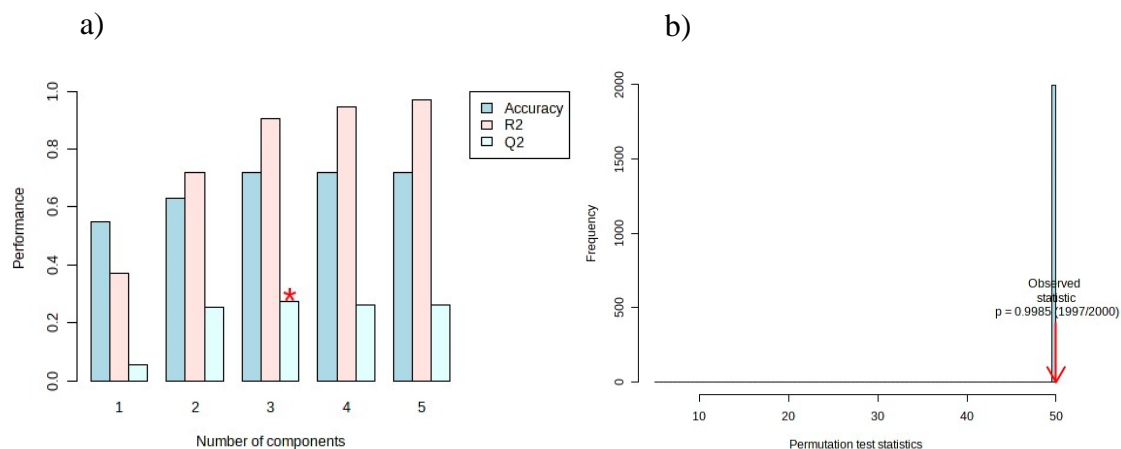 a)
1.0
0.8
0.6
0.4
0.2
0.0
Performance
1 2 3 4 5
Number of components
Accuracy
R2
Q2
*
b)
2000
1500
1000
500
0
Frequency
Observed
statistic
p = 0.9985 (1997/2000)
10 20 30 40 50
Permutation test statistics